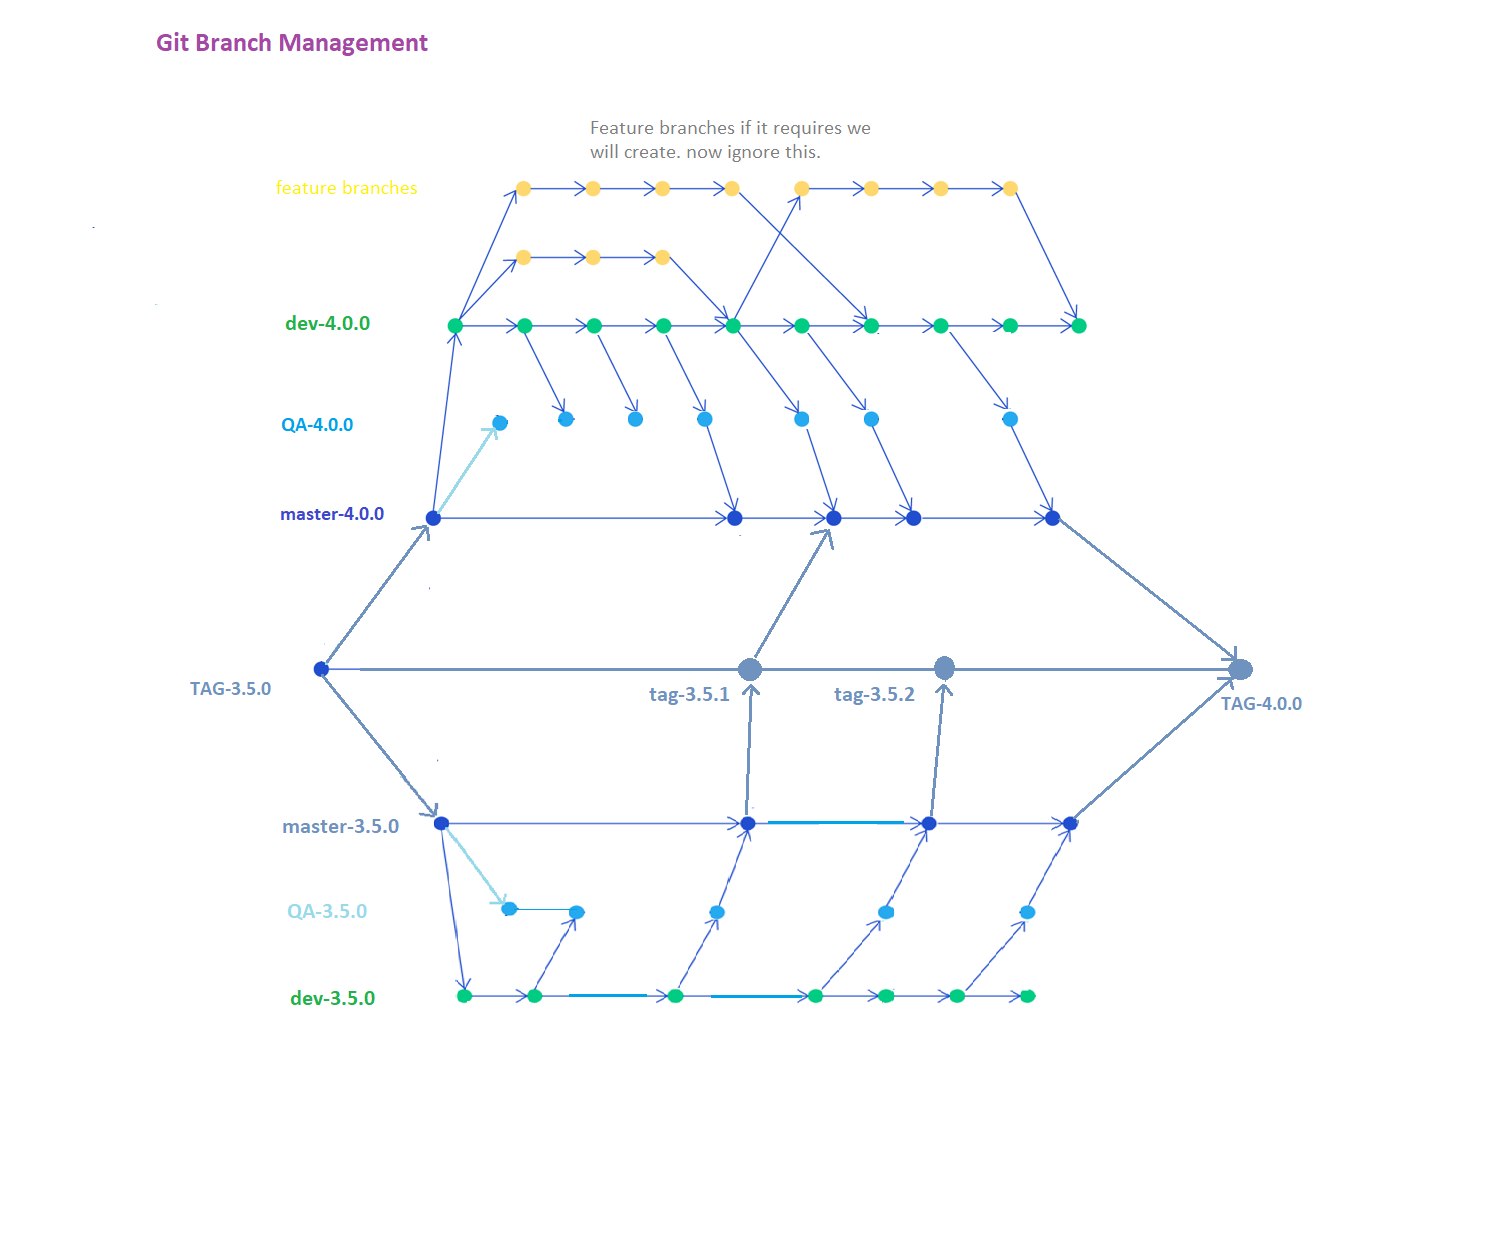 Git Branch Management
Feature branches if it requires we
will create. now ignore this.
feature branches
dev-4.0.0
QA-4.0.0
master-4.0.0
TAG-3.5.0
tag-3.5.1
tag-3.5.2
TAG-4.0.0
master-3.5.0
QA-3.5.0
dev-3.5.0